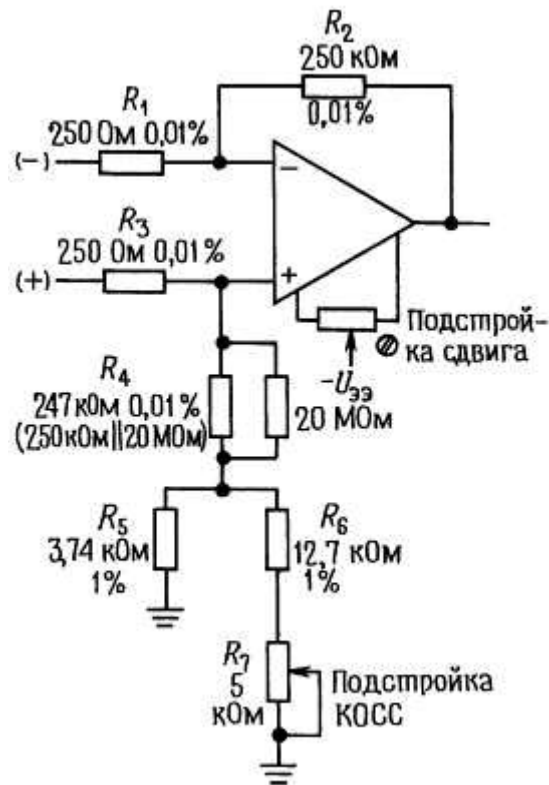 R2
250 кОм
0,01%
R1
250 Ом 0,01%
(-)
−
R3
250 Ом 0,01%
(+)
+
Подстрой-
ка сдвига
-Uээ
R4
247 кОм 0,01%
(250 кОм||20 МОм)
20 МОм
R5
3,74 кОм
1%
R6
12,7 кОм
1%
R7
5
кОм
Подстройка
КОСС